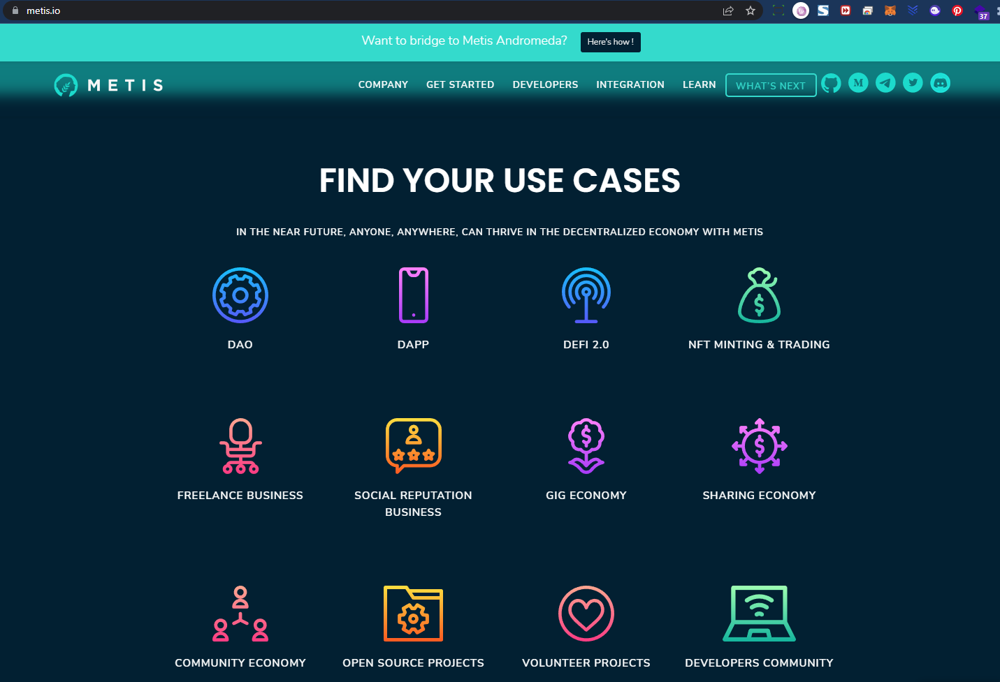 metis.io
37
Want to bridge to Metis Andromeda?
Here's how !
METIS
COMPANY
GET STARTED
DEVELOPERS
INTEGRATION
LEARN
WHAT'S NEXT
FIND YOUR USE CASES
IN THE NEAR FUTURE, ANYONE, ANYWHERE, CAN THRIVE IN THE DECENTRALIZED ECONOMY WITH METIS
DAO
DAPP
DEFI 2.0
NFT MINTING & TRADING
FREELANCE BUSINESS
SOCIAL REPUTATION
BUSINESS
GIG ECONOMY
SHARING ECONOMY
COMMUNITY ECONOMY
OPEN SOURCE PROJECTS
VOLUNTEER PROJECTS
DEVELOPERS COMMUNITY